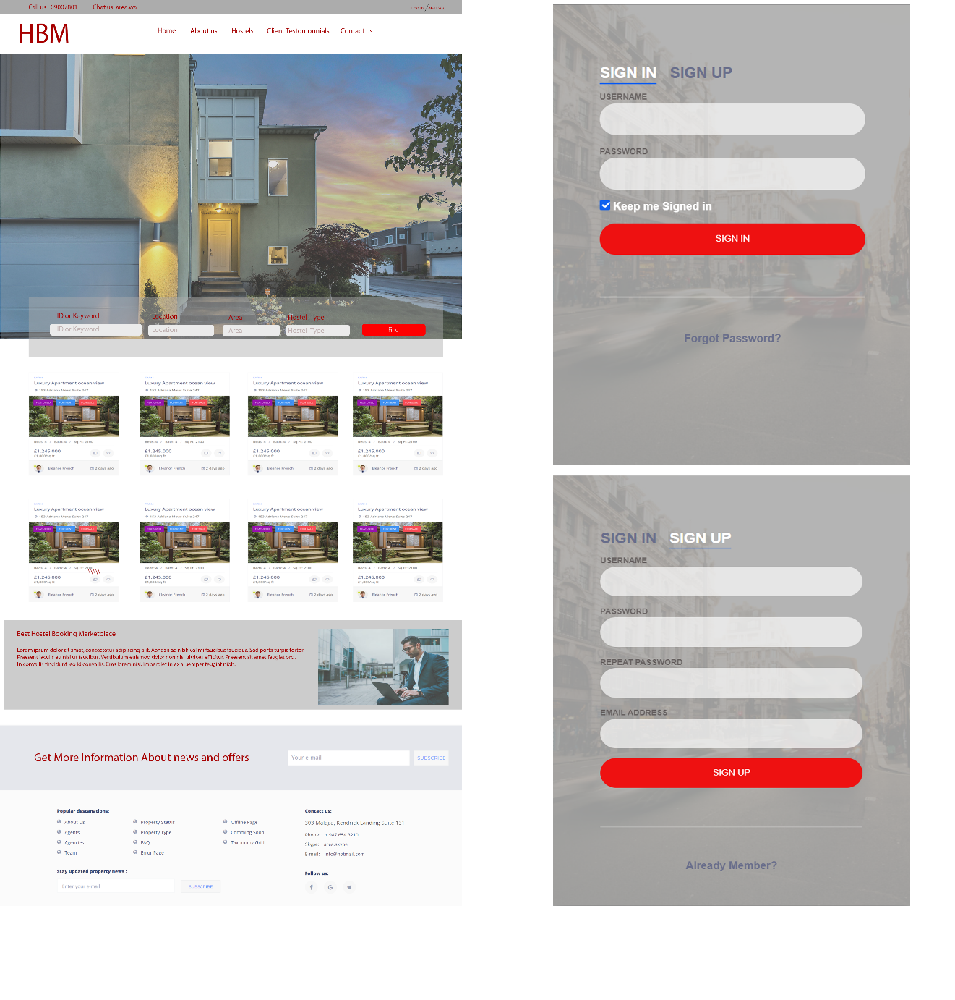 Call us : 09007801 Chat us: area.wa
HBM
Home About us Hostels Client Testomonnials Contact us
ID or Keyword Location Area Hostel Type
ID or Keyword Location Area Hostel Type Find
Luxury Apartment ocean view Luxury Apartment ocean view Luxury Apartment ocean view Luxury Apartment ocean view
153 Adriana Mews Suite 247 153 Adriana Mews Suite 247 153 Adriana Mews Suite 247 153 Adriana Mews Suite 247
FEATURED FOR RENT FOR SALE FEATURED FOR RENT FOR SALE FEATURED FOR RENT FOR SALE FEATURED FOR RENT FOR SALE
Beds: 4 / Bath: 4 / Sq Ft: 2100 Beds: 4 / Bath: 4 / Sq Ft: 2100 Beds: 4 / Bath: 4 / Sq Ft: 2100 Beds: 4 / Bath: 4 / Sq Ft: 2100
£1.245.000 £1.245.000 £1.245.000 £1.245.000
£1,800/sq ft £1,800/sq ft £1,800/sq ft £1,800/sq ft
Eleanor French 2 days ago Eleanor French 2 days ago Eleanor French 2 days ago Eleanor French 2 days ago
Luxury Apartment ocean view Luxury Apartment ocean view Luxury Apartment ocean view Luxury Apartment ocean view
153 Adriana Mews Suite 247 153 Adriana Mews Suite 247 153 Adriana Mews Suite 247 153 Adriana Mews Suite 247
FEATURED FOR RENT FOR SALE FEATURED FOR RENT FOR SALE FEATURED FOR RENT FOR SALE FEATURED FOR RENT FOR SALE
Beds: 4 / Bath: 4 / Sq Ft: 2100 Beds: 4 / Bath: 4 / Sq Ft: 2100 Beds: 4 / Bath: 4 / Sq Ft: 2100 Beds: 4 / Bath: 4 / Sq Ft: 2100
£1.245.000 £1.245.000 £1.245.000 £1.245.000
£1,800/sq ft £1,800/sq ft £1,800/sq ft £1,800/sq ft
Eleanor French 2 days ago Eleanor French 2 days ago Eleanor French 2 days ago Eleanor French 2 days ago
Best Hostel Booking Marketplace
Lorem ipsum dolor sit amet, consectetur adipiscing elit. Aenean ac nibh vel mi faucibus faucibus. Sed porta turpis tortor.
Praesent iaculis eu nisl ut faucibus. Vestibulum euismod dolor non nisl ultrices efficitur. Praesent sit amet feugiat orci.
In convallis tincidunt leo id convallis. Cras lorem nisi, imperdiet in ex a, semper feugiat nibh.
Get More Information About news and offers
Your e-mail SUBSCRIBE
Popular destanations:
About Us Property Status Offline Page
Agents Property Type Comming Soon
Agencies FAQ Taxonomy Grid
Team Error Page
Stay updated property news :
Enter your e-mail SUBSCRIBE
Contact us:
303 Malaga, Kendrick Landing Suite 131
Phone: + 987 654 3210
Skype: area.skype
E-mail: info@hotmail.com
Follow us:
SIGN IN SIGN UP
USERNAME
PASSWORD
Keep me Signed in
SIGN IN
Forgot Password?
SIGN IN SIGN UP
USERNAME
PASSWORD
REPEAT PASSWORD
EMAIL ADDRESS
SIGN UP
Already Member?